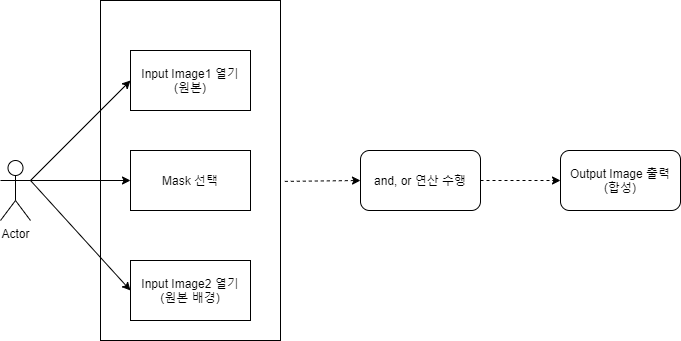 Input Image1 열기
(원본)
Mask 선택
Input Image2 열기
(원본 배경)
Actor
and, or 연산 수행
Output Image 출력
(합성)